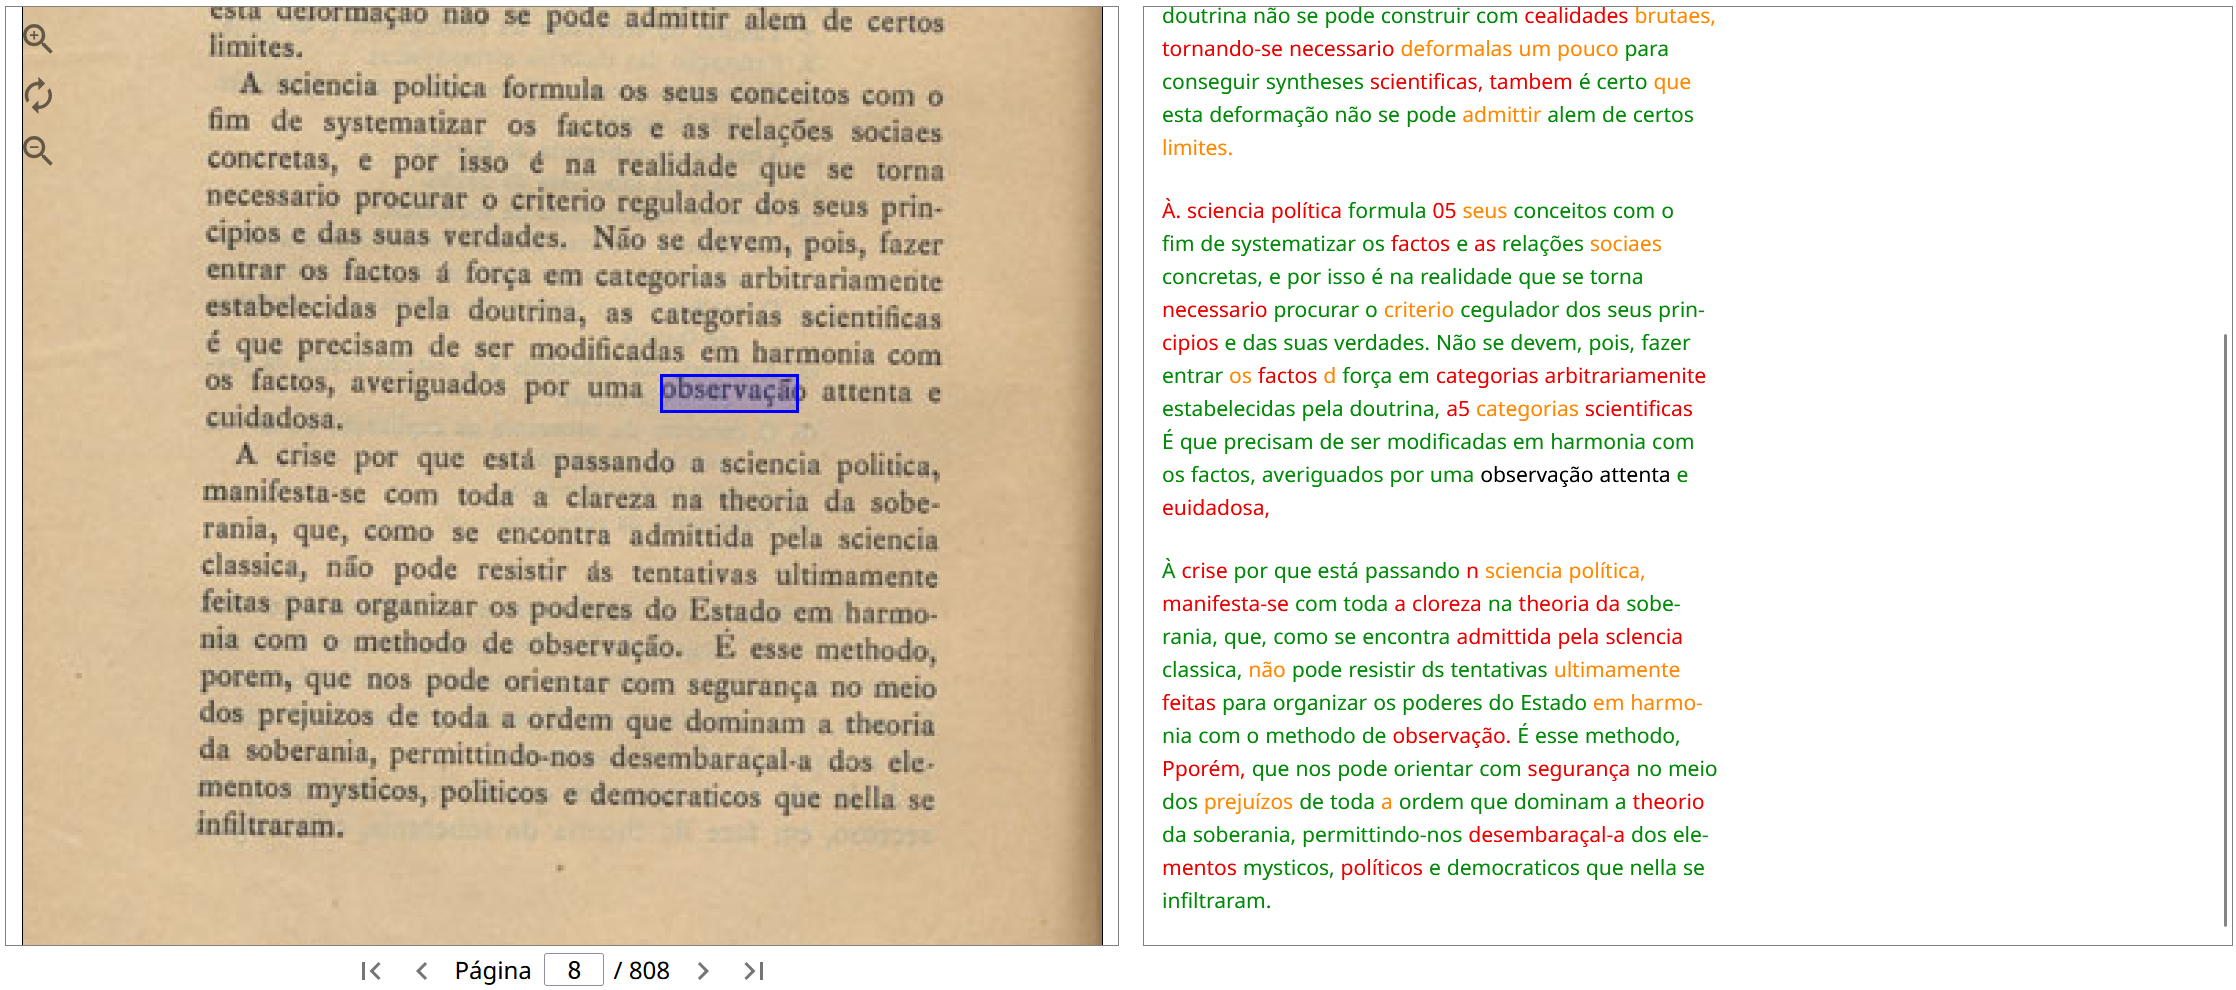 esta deformação não se pode admittir alem de certos
limites.
A sciencia politica formula os seus conceitos com o
fim de systematizar os factos e as relações sociaes
concretas, e por isso é na realidade que se torna
necessario procurar o criterio regulador dos seus prin-
cipios e das suas verdades. Não se devem, pois, fazer
entrar os factos á força em categorias arbitrariamente
estabelecidas pela doutrina, as categorias scientificas
é que precisam de ser modificadas em harmonia com
os factos, averiguados por uma observação attenta e
cuidadosa.
A crise por que está passando a sciencia politica,
manifesta-se com toda a clareza na theoria da sobe-
rania, que, como se encontra admittida pela sciencia
classica, não pode resistir ás tentativas ultimamente
feitas para organizar os poderes do Estado em harmo-
nia com o methodo de observação. É esse methodo,
porem, que nos pode orientar com segurança no meio
dos prejuizos de toda a ordem que dominam a theoria
da soberania, permittindo-nos desembaraçal-a dos ele-
mentos mysticos, politicos e democraticos que nella se
infiltraram.
Página 8 / 808
doutrina não se pode construir com cealidades brutaes,
tornando-se necessario deformalas um pouco para
conseguir syntheses scientificas, tambem é certo que
esta deformação não se pode admittir alem de certos
limites.
À. sciencia política formula 05 seus conceitos com o
fim de systematizar os factos e as relações sociaes
concretas, e por isso é na realidade que se torna
necessario procurar o criterio cegulador dos seus prin-
cipios e das suas verdades. Não se devem, pois, fazer
entrar os factos d força em categorias arbitrariamenite
estabelecidas pela doutrina, a5 categorias scientificas
É que precisam de ser modificadas em harmonia com
os factos, averiguados por uma observação attenta e
euidadosa,
À crise por que está passando n sciencia política,
manifesta-se com toda a cloreza na theoria da sobe-
rania, que, como se encontra admittida pela sclencia
classica, não pode resistir ds tentativas ultimamente
feitas para organizar os poderes do Estado em harmo-
nia com o methodo de observação. É esse methodo,
Pporém, que nos pode orientar com segurança no meio
dos prejuízos de toda a ordem que dominam a theorio
da soberania, permittindo-nos desembaraçal-a dos ele-
mentos mysticos, políticos e democraticos que nella se
infiltraram.